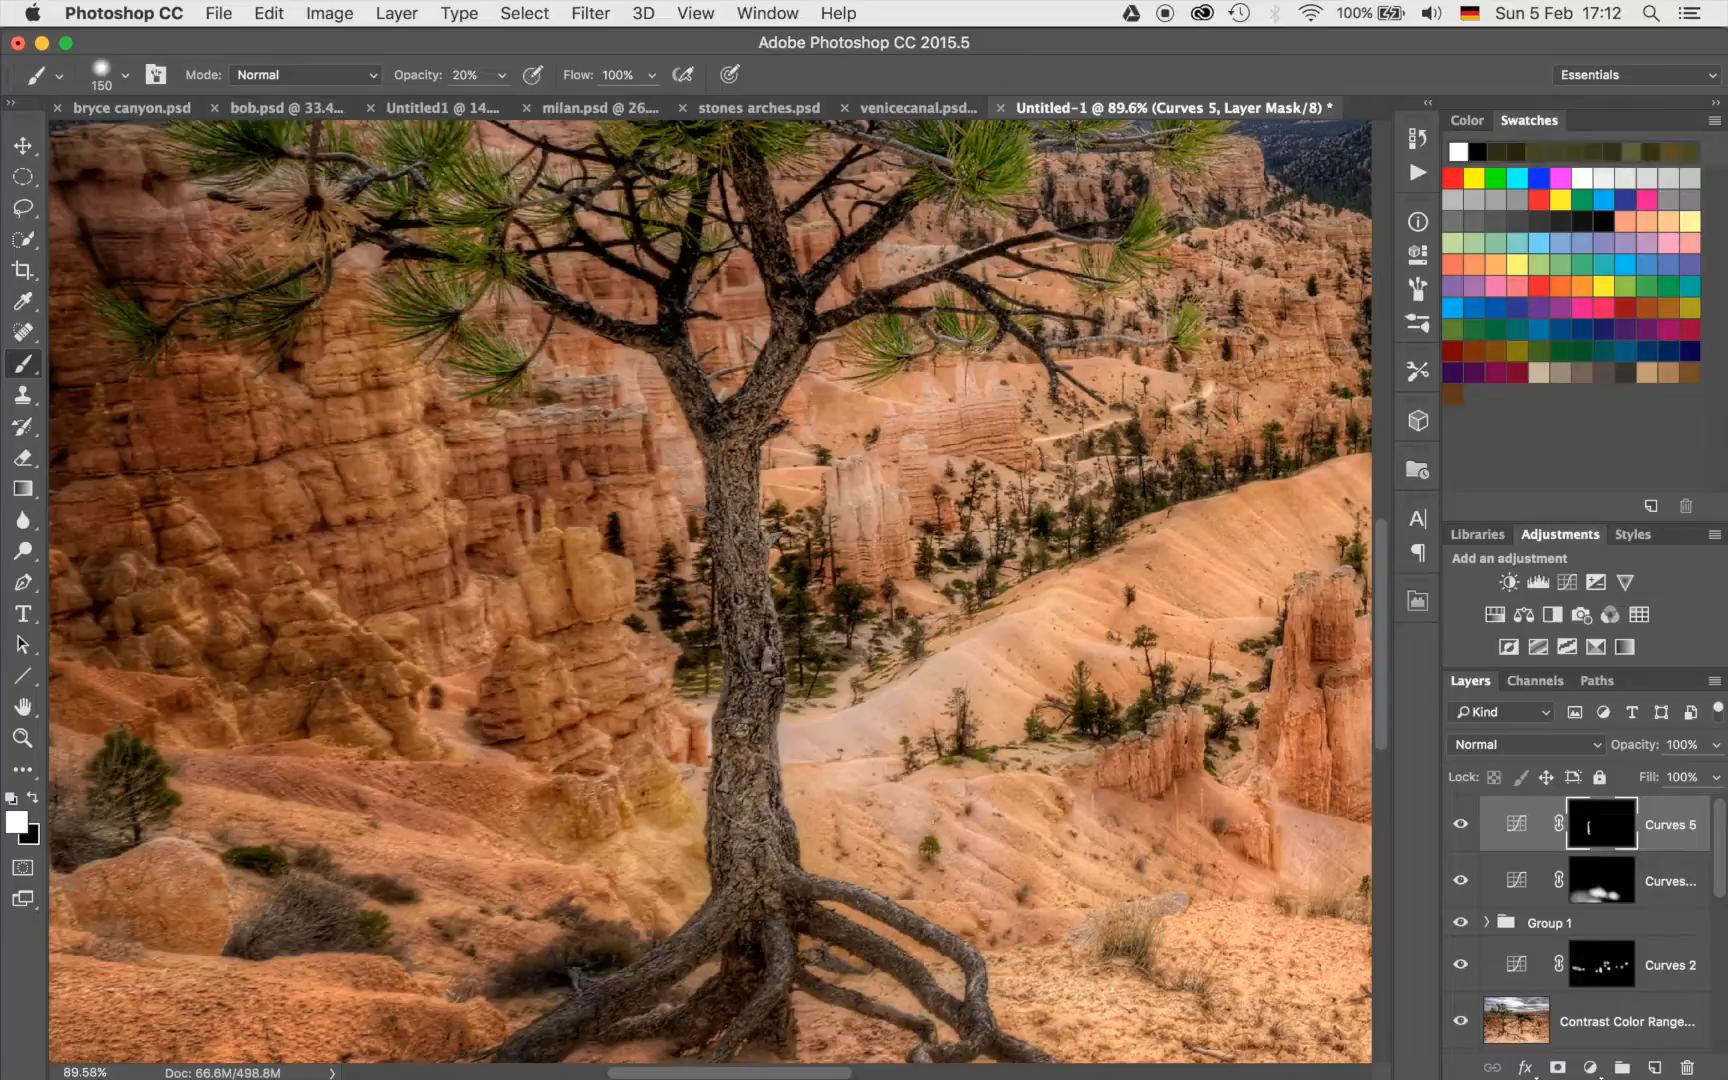 Photoshop CC File Edit Image Layer Type Select Filter 3D View Window Help 100% Sun 5 Feb 17:12
Adobe Photoshop CC 2015.5
150 Mode: Normal Opacity: 20% Flow: 100% Essentials
bryce canyon.psd bob.psd @ 33.4... Untitled1 @ 14.... milan.psd @ 26.... stones arches.psd venicecanal.psd... Untitled-1 @ 89.6% (Curves 5, Layer Mask/8) *
Color Swatches
Libraries Adjustments Styles
Add an adjustment
Layers Channels Paths
Kind
Normal Opacity: 100%
Lock: Fill: 100%
Curves 5
Curves...
Group 1
Curves 2
Contrast Color Range...
89.58% Doc: 66.6M/498.8M